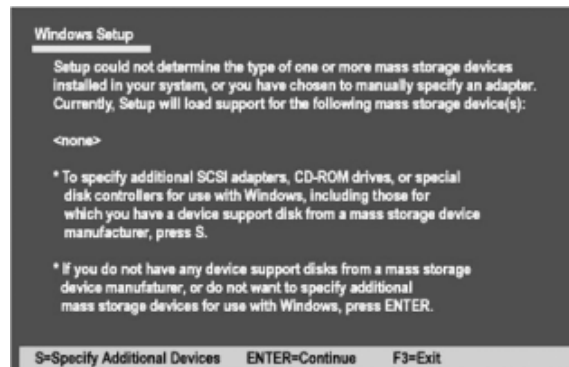 Windows Setup
Setup could not determine the type of one or more mass storage devices
installed in your system, or you have chosen to manually specify an adapter.
Currently, Setup will load support for the following mass storage device(s):
<none>
* To specify additional SCSI adapters, CD-ROM drives, or special
disk controllers for use with Windows, including those for
which you have a device support disk from a mass storage device
manufacturer, press S.
* If you do not have any device support disks from a mass storage
device manufaturer, or do not want to specify additional
mass storage devices for use with Windows, press ENTER.
S=Specify Additional Devices ENTER=Continue F3=Exit